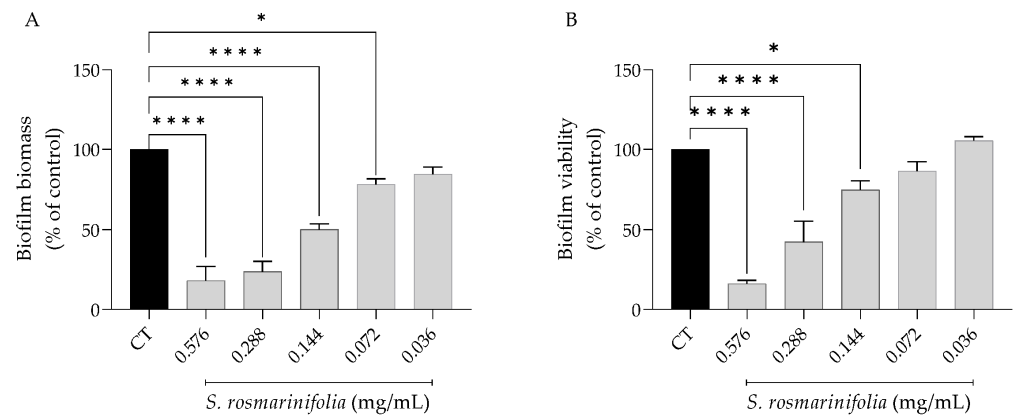 A
*
****
****
****
150
100
50
0
Biofilm biomass
(% of control)
CT
0.576
0.288
0.144
0.072
0.036
S. rosmarinifolia (mg/mL)
B
*
****
****
150
100
50
0
Biofilm viability
(% of control)
CT
0.576
0.288
0.144
0.072
0.036
S. rosmarinifolia (mg/mL)